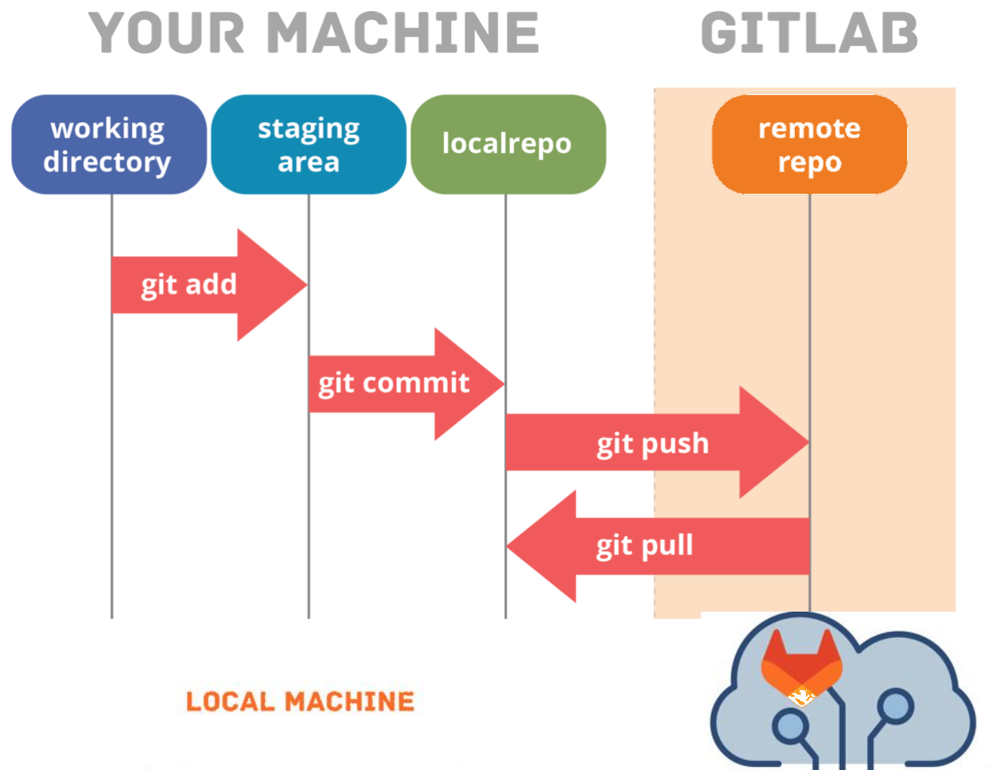 YOUR MACHINE
GITLAB
working
directory
staging
area
localrepo
remote
repo
git add
git commit
git push
git pull
LOCAL MACHINE